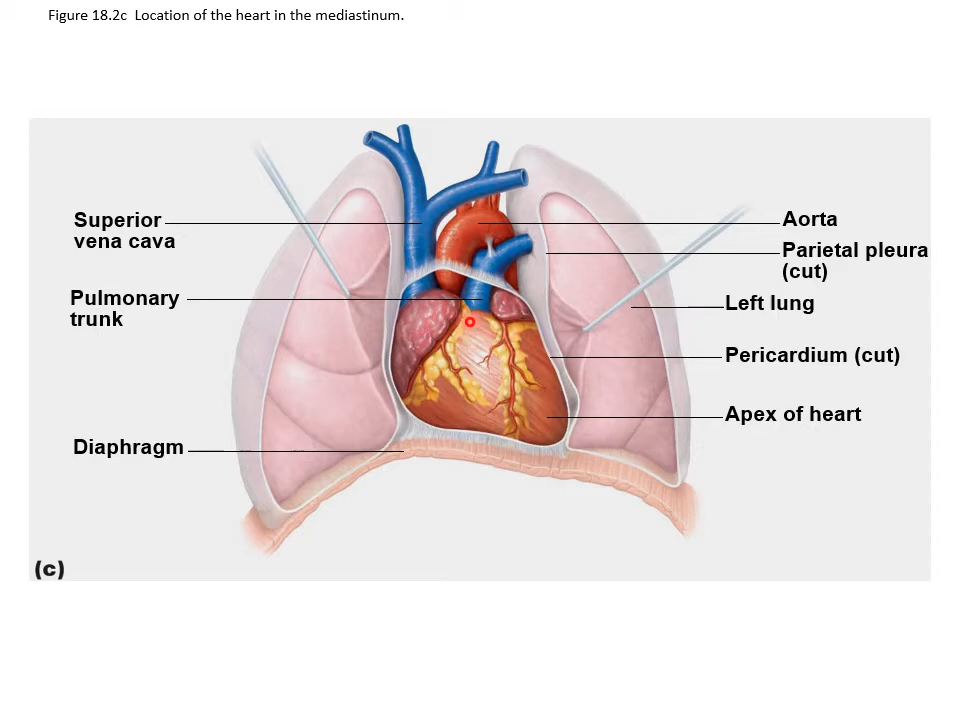 Figure 18.2c  Location of the heart in the mediastinum.
Superior
vena cava
Pulmonary
trunk
Diaphragm
Aorta
Parietal pleura
(cut)
Left lung
Pericardium (cut)
Apex of heart
(c)